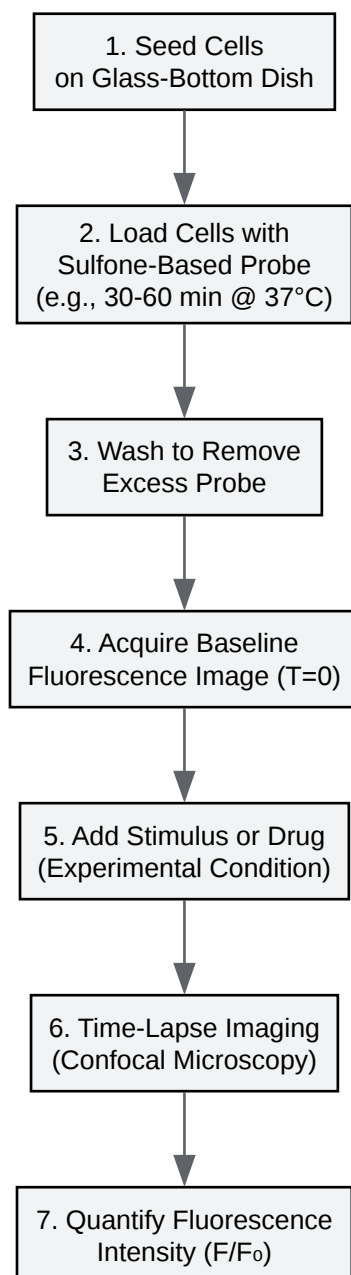 1. Seed Cells
on Glass-Bottom Dish
2. Load Cells with
Sulfone-Based Probe
(e.g., 30-60 min @ 37°C)
3. Wash to Remove
Excess Probe
4. Acquire Baseline
Fluorescence Image (T=0)
5. Add Stimulus or Drug
(Experimental Condition)
6. Time-Lapse Imaging
(Confocal Microscopy)
7. Quantify Fluorescence
Intensity (F/F₀)